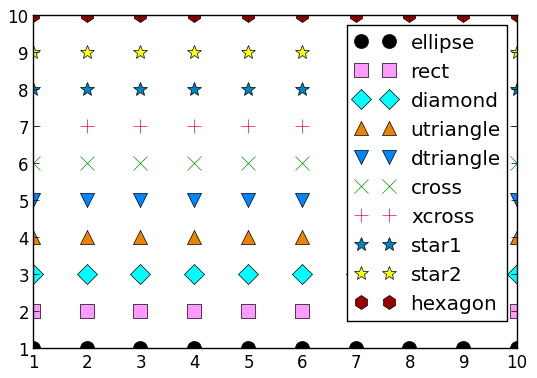 10
9
8
7
6
5
4
3
2
1
1 2 3 4 5 6 7 8 9 10
ellipse
rect
diamond
utriangle
dtriangle
cross
xcross
star1
star2
hexagon